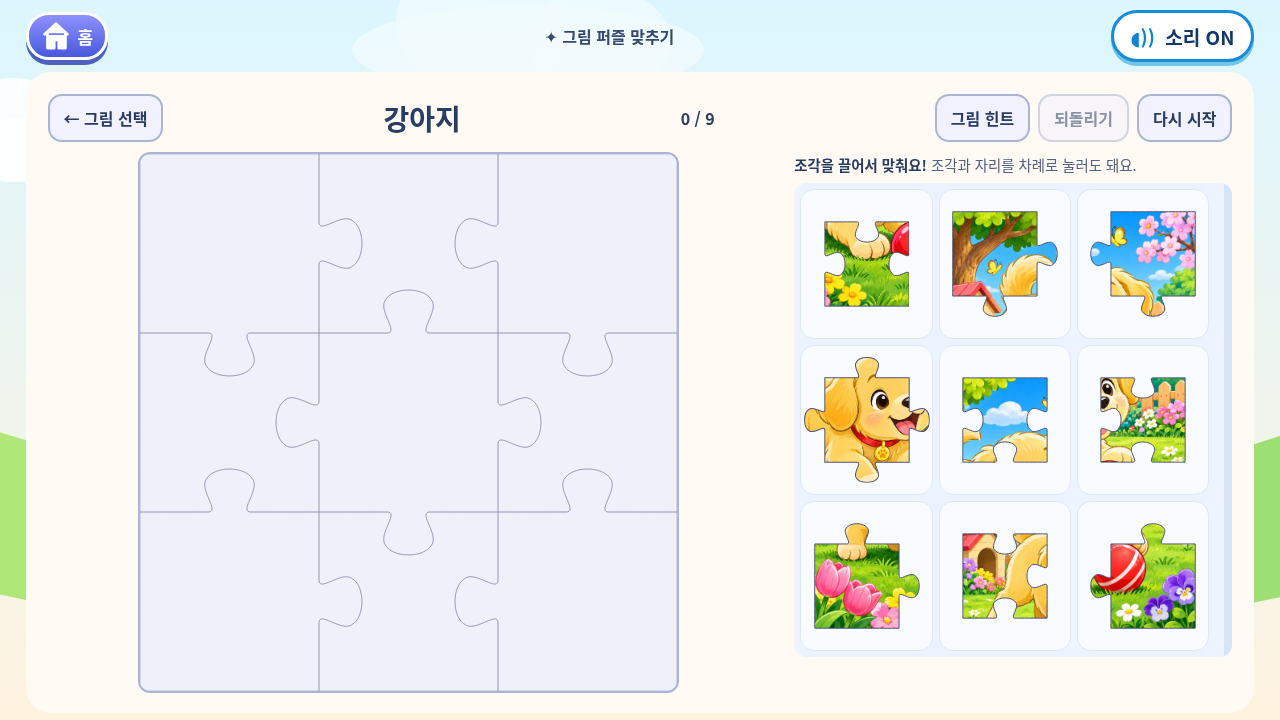 홈
✦ 그림 퍼즐 맞추기
소리 ON
← 그림 선택
강아지
0 / 9
그림 힌트
되돌리기
다시 시작
조각을 끌어서 맞춰요! 조각과 자리를 차례로 눌러도 돼요.